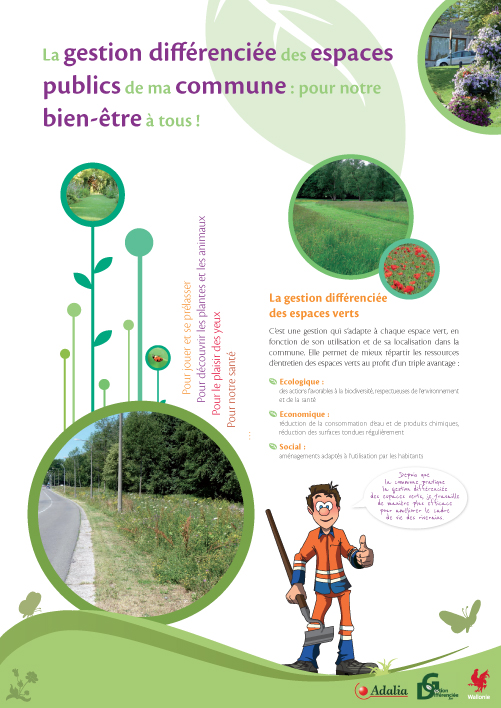 La gestion différenciée des espaces
publics de ma commune : pour notre
bien-être à tous !
Pour jouer et se prélasser
Pour découvrir les plantes et les animaux
Pour le plaisir des yeux
Pour notre santé
La gestion différenciée
des espaces verts
C'est une gestion qui s'adapte à chaque espace vert, en
fonction de son utilisation et de sa localisation dans la
commune. Elle permet de mieux répartir les ressources
d'entretien des espaces verts au profit d'un triple avantage :
Ecologique :
des actions favorables à la biodiversité, respectueuses de l'environnement
et de la santé
Economique :
réduction de la consommation d'eau et de produits chimiques,
réduction des surfaces tondues régulièrement
Social :
aménagements adaptés à l'utilisation par les habitants
Depuis que
la commune pratique
la gestion différenciée
des espaces verts, je travaille
de manière plus efficace
pour améliorer le cadre
de vie des riverains.
Adalia
Gestion
Différenciée
Wallonie